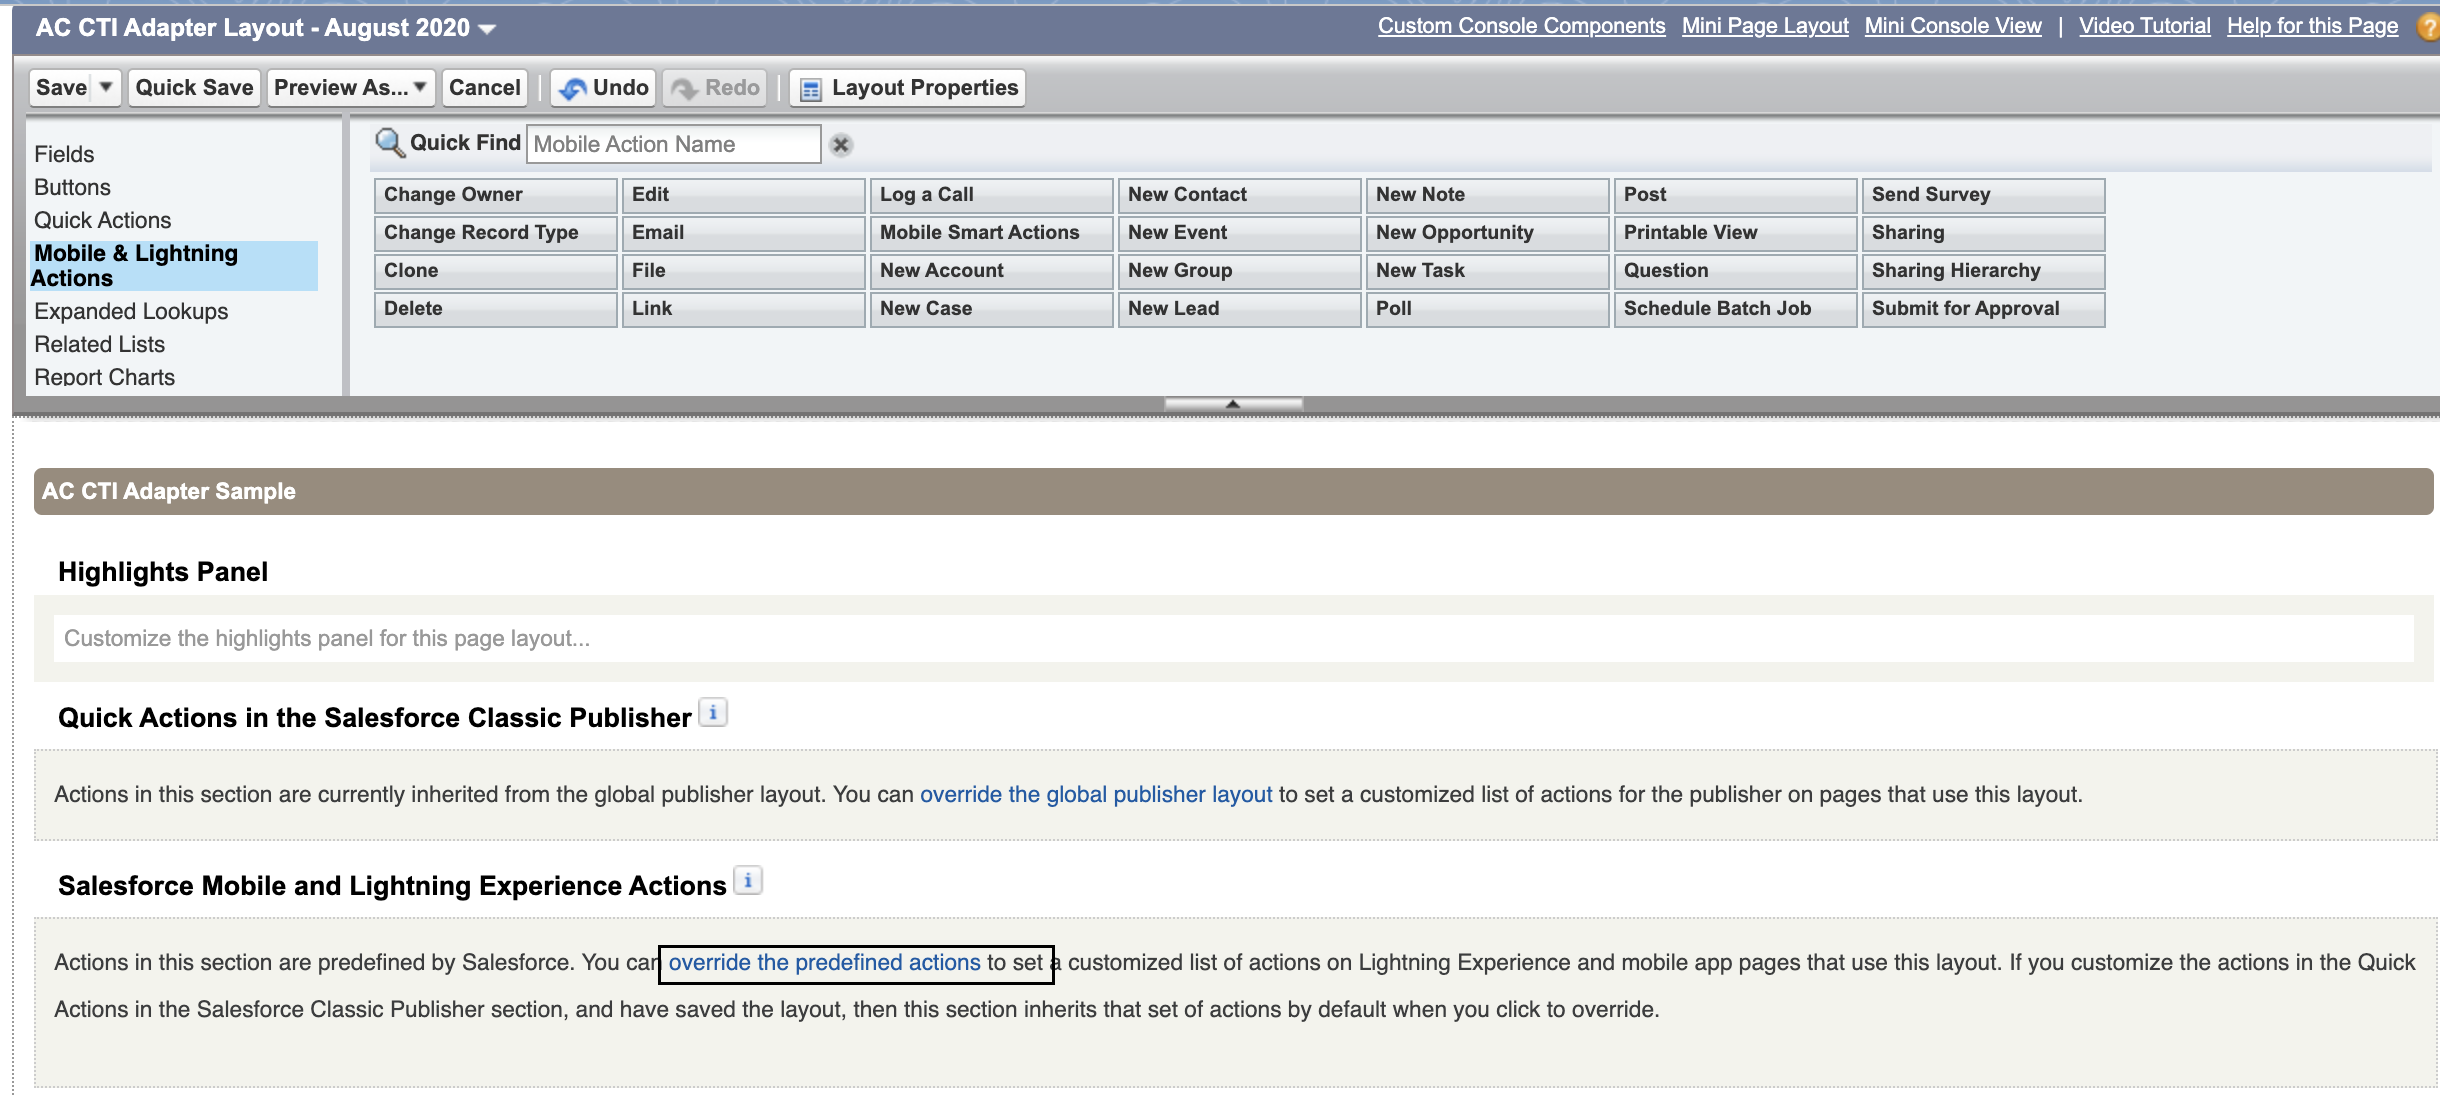 AC CTI Adapter Layout - August 2020
Custom Console Components Mini Page Layout Mini Console View | Video Tutorial Help for this Page ?
Save Quick Save Preview As... Cancel Undo Redo Layout Properties
Fields
Buttons
Quick Actions
Mobile & Lightning
Actions
Expanded Lookups
Related Lists
Report Charts
Quick Find Mobile Action Name
Change Owner Edit Log a Call New Contact New Note Post Send Survey
Change Record Type Email Mobile Smart Actions New Event New Opportunity Printable View Sharing
Clone File New Account New Group New Task Question Sharing Hierarchy
Delete Link New Case New Lead Poll Schedule Batch Job Submit for Approval
AC CTI Adapter Sample
Highlights Panel
Customize the highlights panel for this page layout...
Quick Actions in the Salesforce Classic Publisher i
Actions in this section are currently inherited from the global publisher layout. You can override the global publisher layout to set a customized list of actions for the publisher on pages that use this layout.
Salesforce Mobile and Lightning Experience Actions i
Actions in this section are predefined by Salesforce. You can override the predefined actions to set a customized list of actions on Lightning Experience and mobile app pages that use this layout. If you customize the actions in the Quick
Actions in the Salesforce Classic Publisher section, and have saved the layout, then this section inherits that set of actions by default when you click to override.